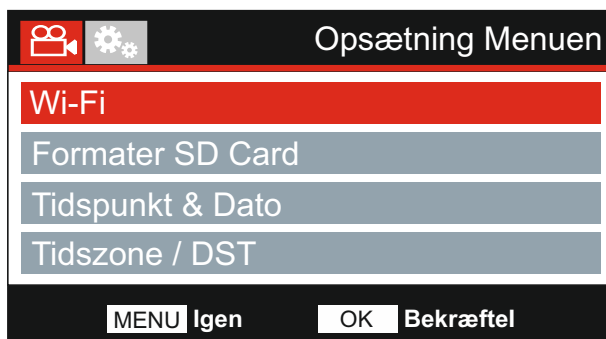 Opsætning Menuen
Wi-Fi
Formater SD Card
Tidspunkt & Dato
Tidszone / DST
MENU Igen OK Bekræftel